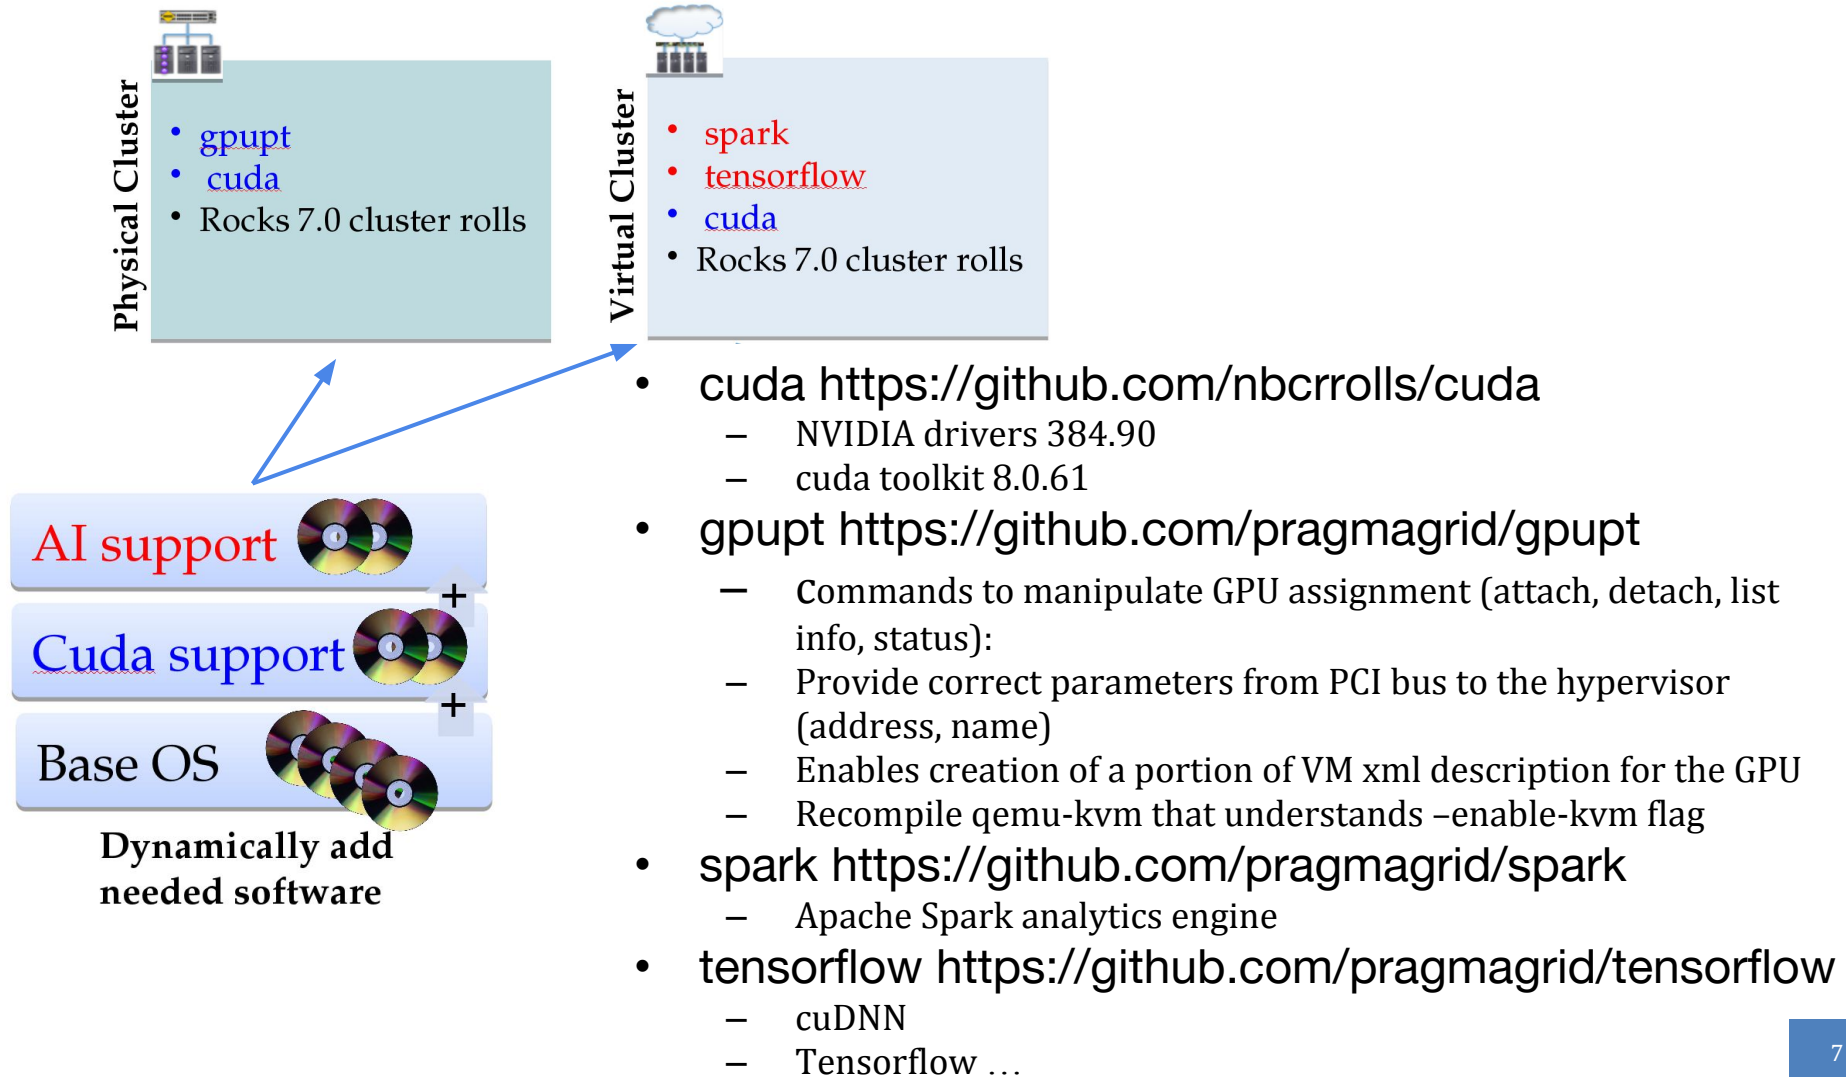 Physical Cluster
• gpupt
• cuda
• Rocks 7.0 cluster rolls
Virtual Cluster
• spark
• tensorflow
• cuda
• Rocks 7.0 cluster rolls
AI support
+
Cuda support
+
Base OS
Dynamically add
needed software
• cuda https://github.com/nbcrrolls/cuda
– NVIDIA drivers 384.90
– cuda toolkit 8.0.61
• gpupt https://github.com/pragmagrid/gpupt
– Commands to manipulate GPU assignment (attach, detach, list
info, status):
– Provide correct parameters from PCI bus to the hypervisor
(address, name)
– Enables creation of a portion of VM xml description for the GPU
– Recompile qemu-kvm that understands –enable-kvm flag
• spark https://github.com/pragmagrid/spark
– Apache Spark analytics engine
• tensorflow https://github.com/pragmagrid/tensorflow
– cuDNN
– Tensorflow …
7